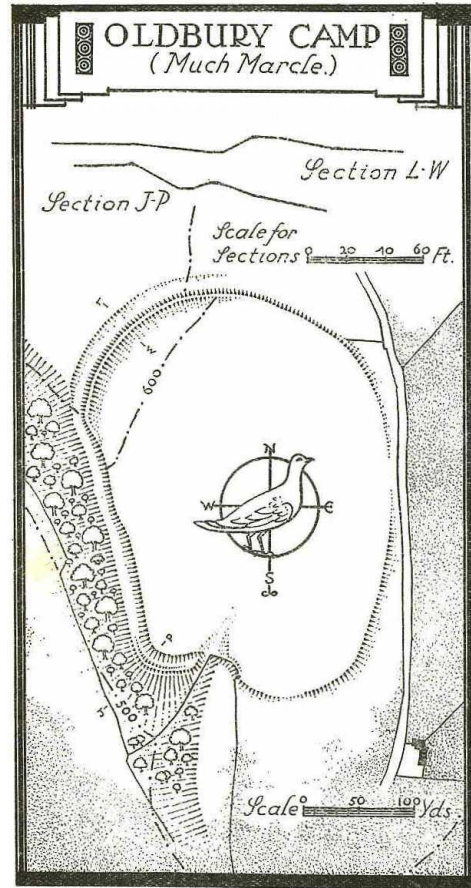 OLDBURY CAMP
(Much Marcle.)
Section L-W
Section J-P
Scale for
Sections 0 20 40 60 Ft.
L
W
600
N
W E
S
P
J
500
Scale 0 50 100 Yds.